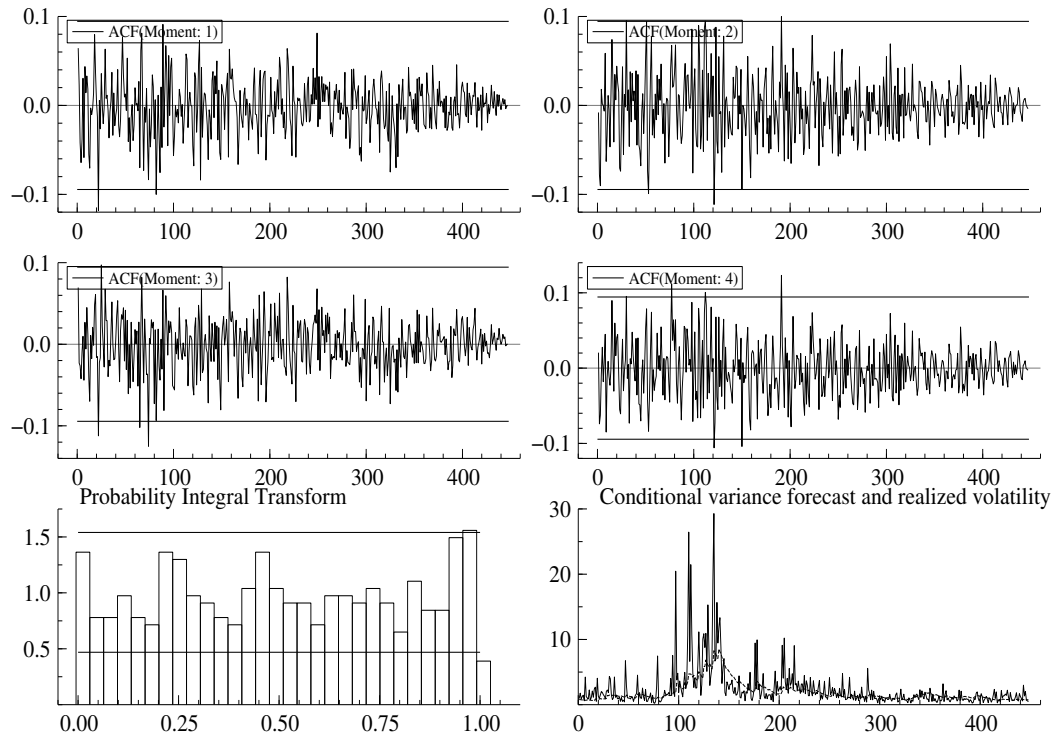 0.1
ACF(Moment: 1)
0.0
−0.1
0 100 200 300 400
0.1
ACF(Moment: 2)
0.0
−0.1
0 100 200 300 400
0.1
ACF(Moment: 3)
0.0
−0.1
0 100 200 300 400
0.1
ACF(Moment: 4)
0.0
−0.1
0 100 200 300 400
Probability Integral Transform
1.5
1.0
0.5
0.00 0.25 0.50 0.75 1.00
Conditional variance forecast and realized volatility
30
20
10
0 100 200 300 400